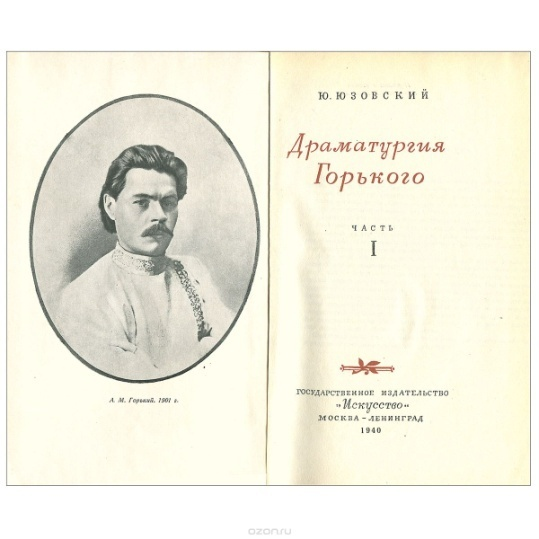 А. М. Горький. 1901 г.
Ю. ЮЗОВСКИЙ
Драматургия
Горького
ЧАСТЬ
I
ГОСУДАРСТВЕННОЕ ИЗДАТЕЛЬСТВО
„Искусство“
МОСКВА – ЛЕНИНГРАД
1940
ozon.ru